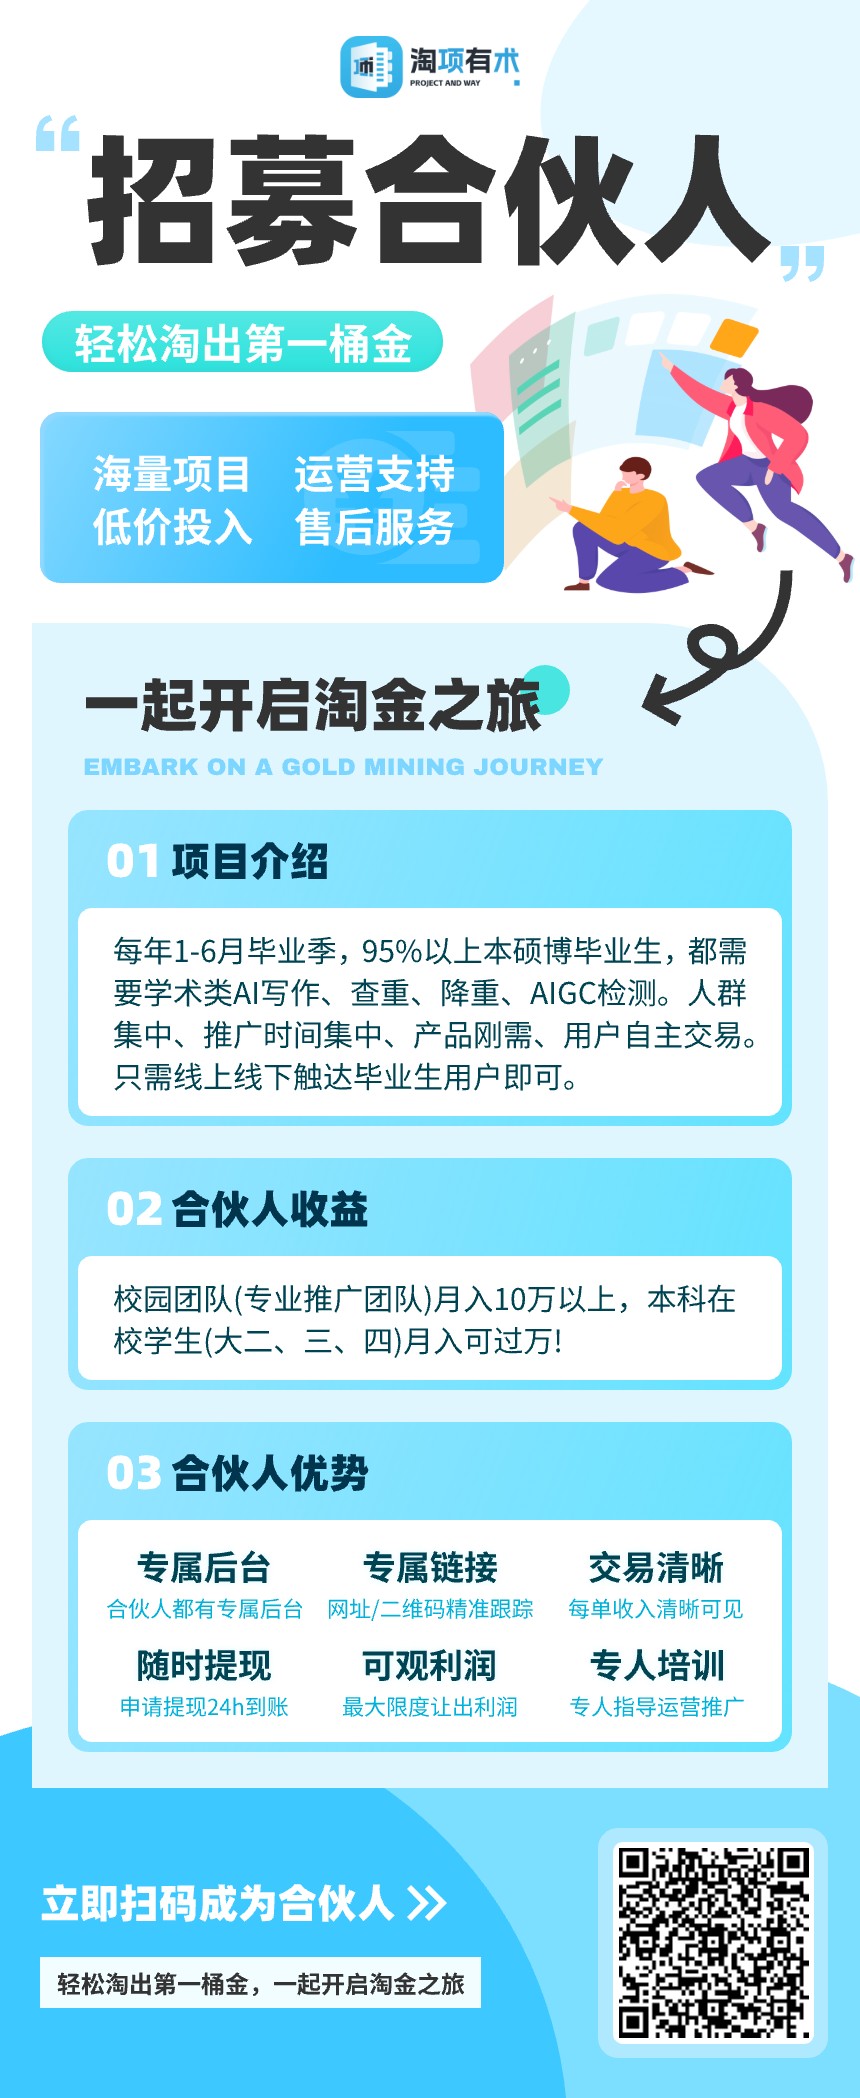 淘项有术
PROJECT AND WAY
“招募合伙人”
轻松淘出第一桶金
海量项目 运营支持
低价投入 售后服务
一起开启淘金之旅
EMBARK ON A GOLD MINING JOURNEY
01 项目介绍
每年1-6月毕业季，95%以上本硕博毕业生，都需
要学术类AI写作、查重、降重、AIGC检测。人群
集中、推广时间集中、产品刚需、用户自主交易。
只需线上线下触达毕业生用户即可。
02 合伙人收益
校园团队(专业推广团队)月入10万以上，本科在
校学生(大二、三、四)月入可过万!
03 合伙人优势
专属后台 专属链接 交易清晰
合伙人都有专属后台 网址/二维码精准跟踪 每单收入清晰可见
随时提现 可观利润 专人培训
申请提现24h到账 最大限度让出利润 专人指导运营推广
立即扫码成为合伙人
轻松淘出第一桶金，一起开启淘金之旅